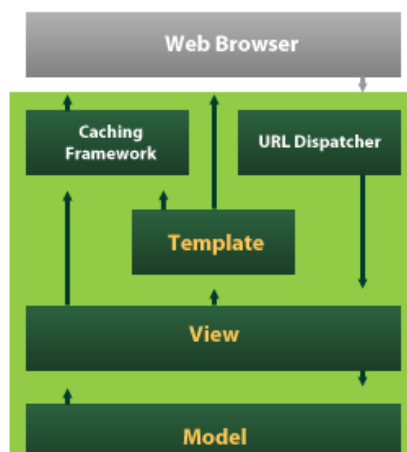 Web Browser
Caching
Framework
URL Dispatcher
Template
View
Model